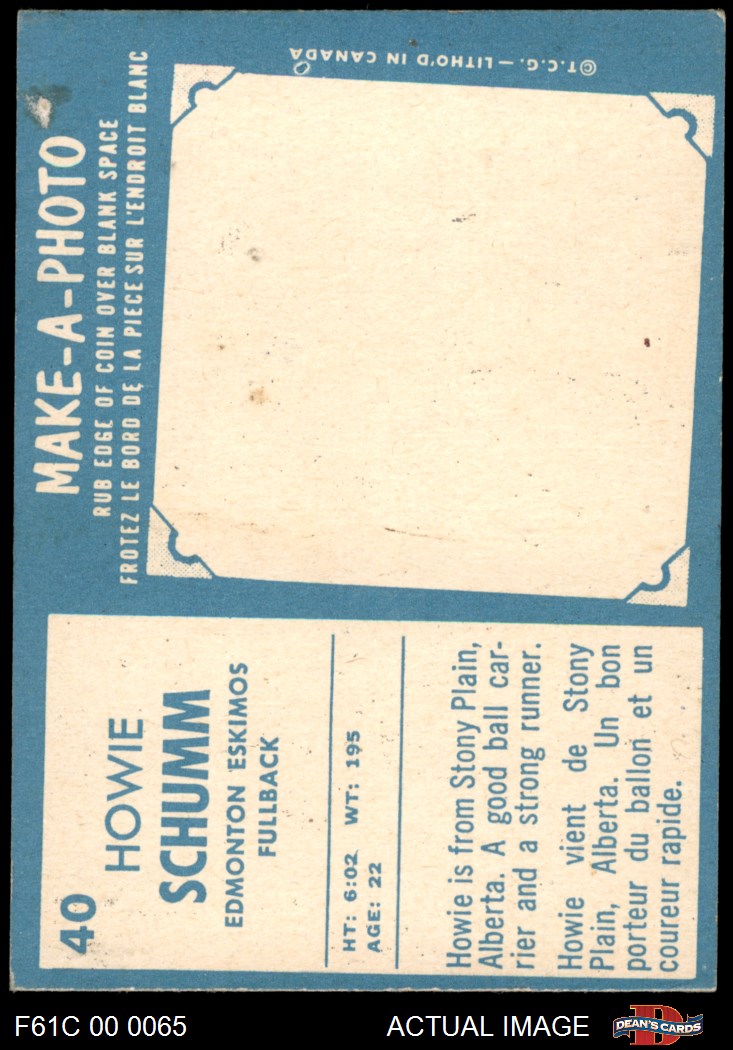 ©T.C.G. — LITHO'D IN CANADA
MAKE-A-PHOTO
RUB EDGE OF COIN OVER BLANK SPACE
FROTEZ LE BORD DE LA PIECE SUR L'ENDROIT BLANC
40
HOWIE
SCHUMM
EDMONTON ESKIMOS
FULLBACK
HT: 6:02 WT: 195
AGE: 22
Howie is from Stony Plain,
Alberta. A good ball car-
rier and a strong runner.
Howie vient de Stony
Plain, Alberta. Un bon
porteur du ballon et un
coureur rapide.
F61C 00 0065
ACTUAL IMAGE
D
DEAN'S CARDS